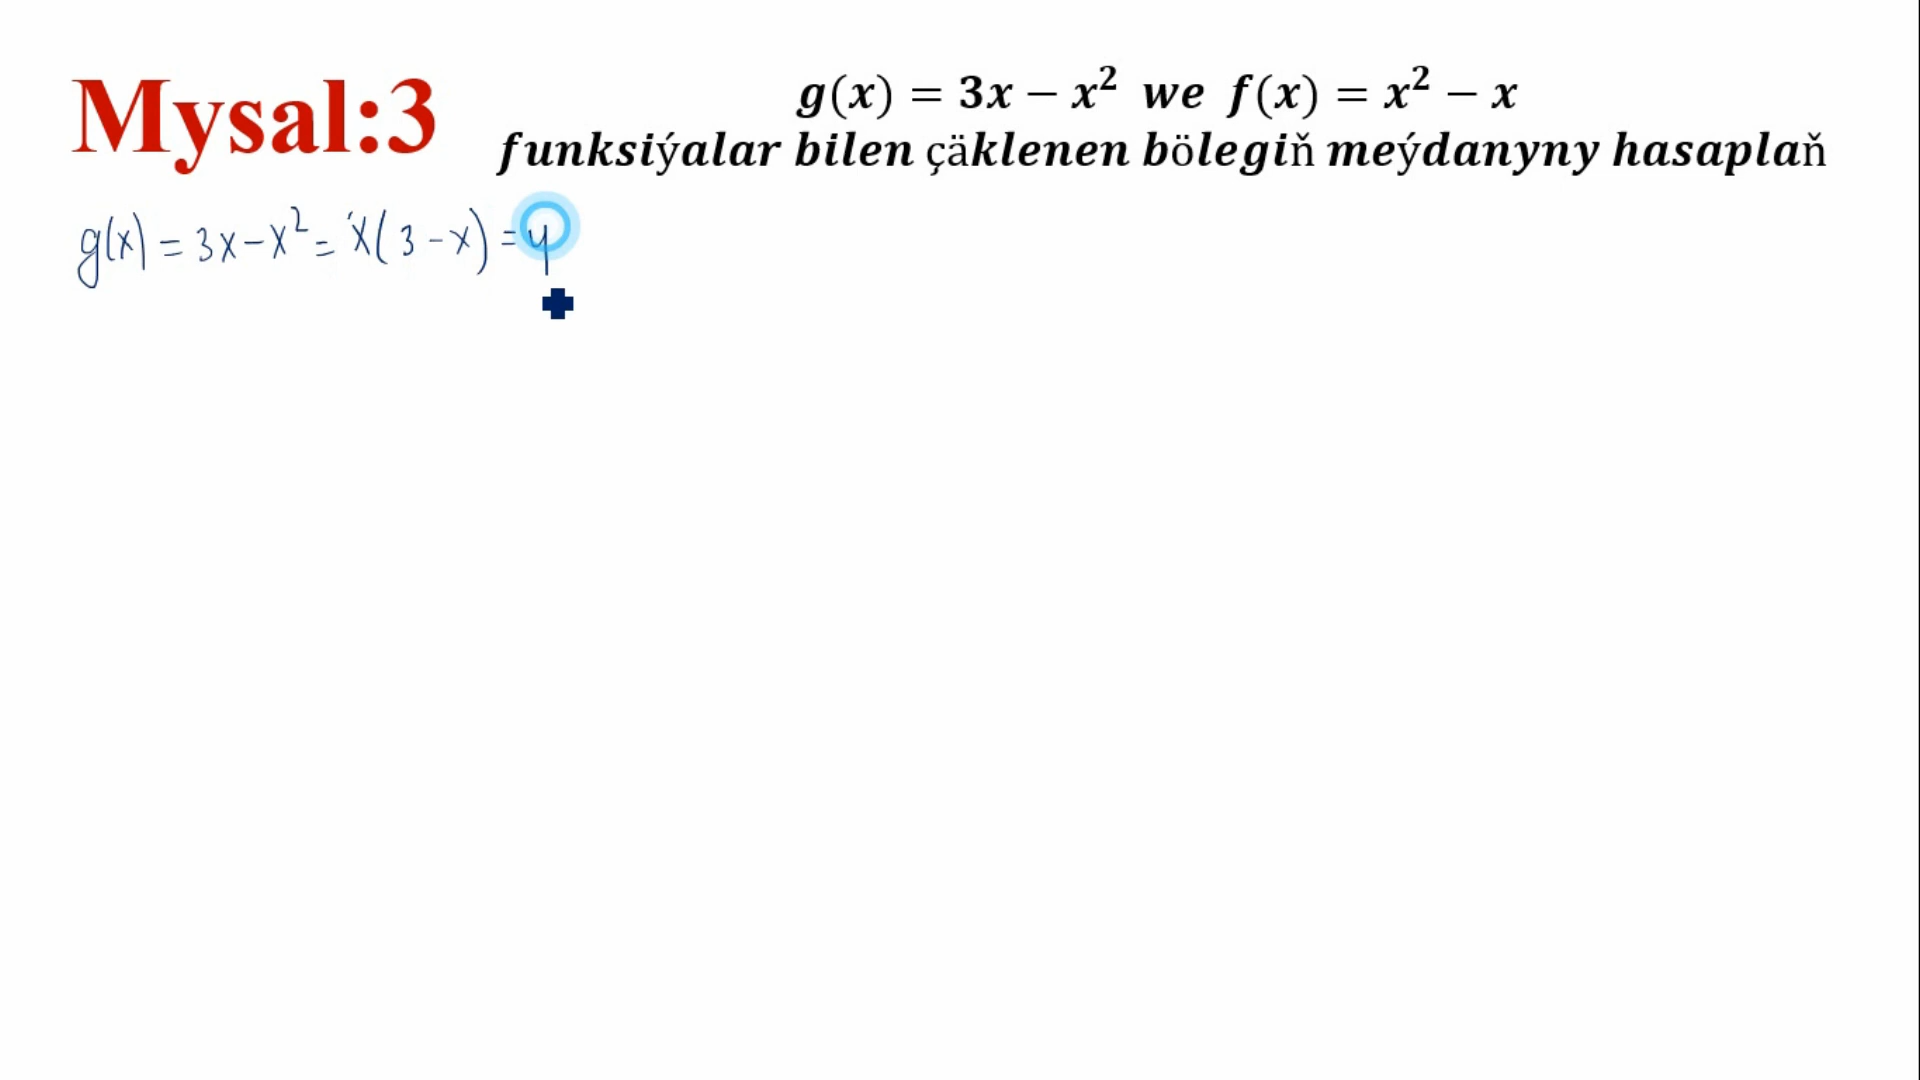 Mysal:3
g(x) = 3x − x² we f(x) = x² − x
funksiýalar bilen çäklenen bölegiň meýdanyny hasaplaň
g(x) = 3x − x² = x(3 − x) = y